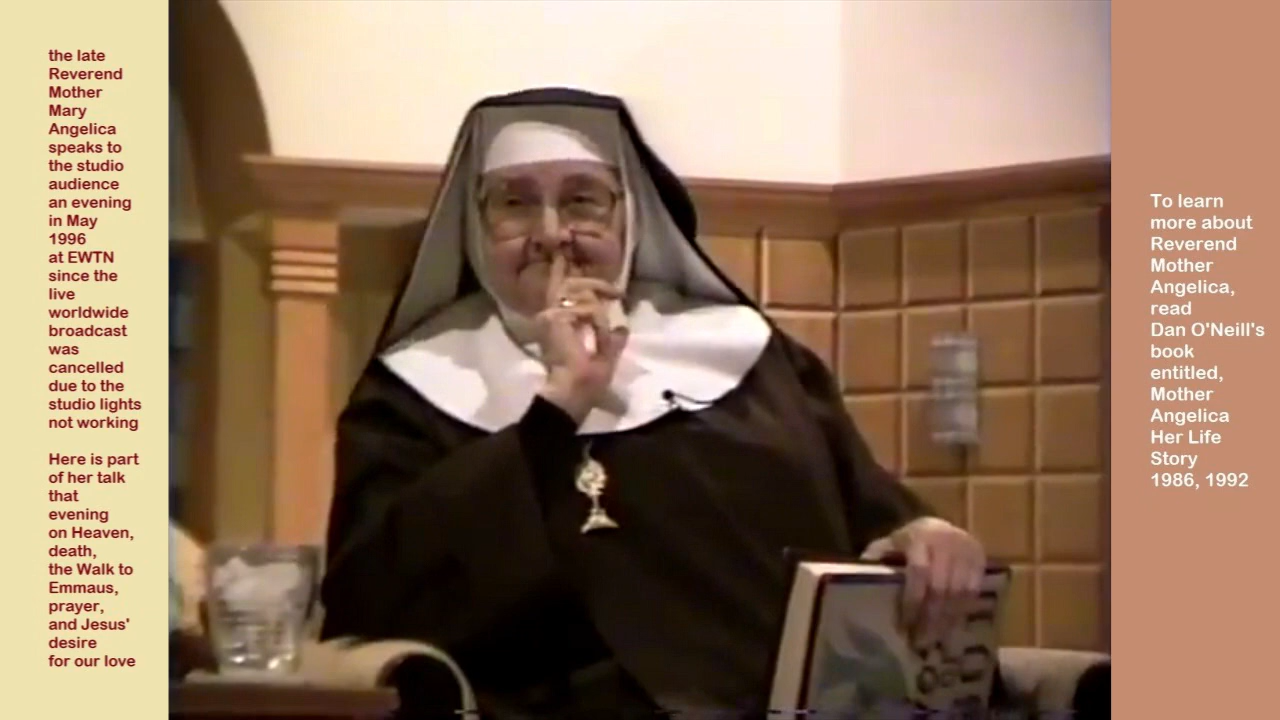 the late
Reverend
Mother
Mary
Angelica
speaks to
the studio
audience
an evening
in May
1996
at EWTN
since the
live
worldwide
broadcast
was
cancelled
due to the
studio lights
not working
Here is part
of her talk
that
evening
on Heaven,
death,
the Walk to
Emmaus,
prayer,
and Jesus'
desire
for our love
To learn
more about
Reverend
Mother
Angelica,
read
Dan O'Neill's
book
entitled,
Mother
Angelica
Her Life
Story
1986, 1992